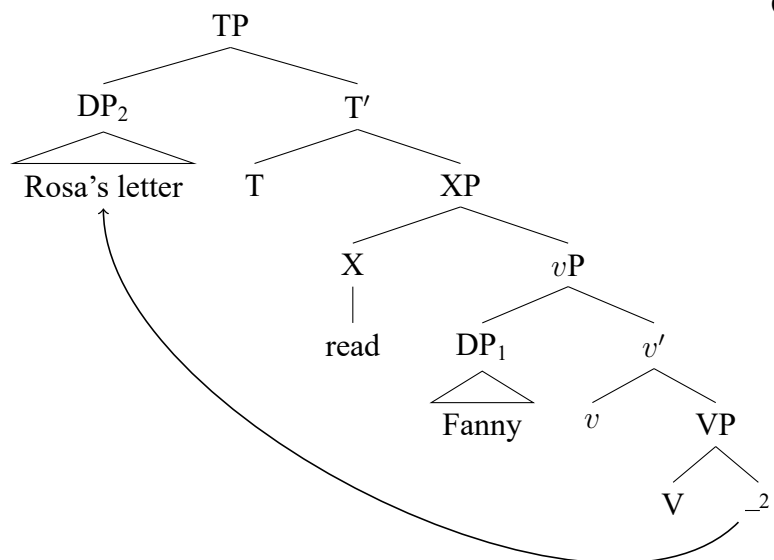 TP
DP₂ T′
Rosa's letter T XP
X vP
read DP₁ v′
Fanny v VP
V _₂